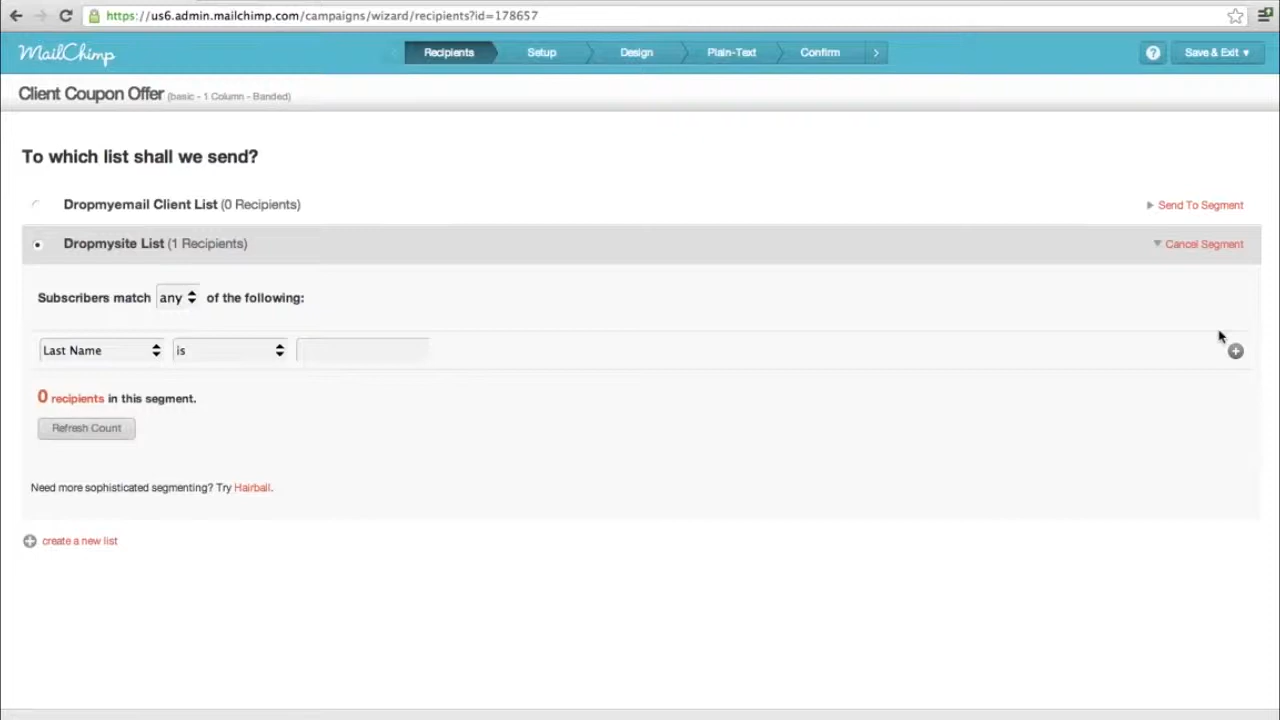 https://us6.admin.mailchimp.com/campaigns/wizard/recipients?id=178657
MailChimp
Recipients
Setup
Design
Plain-Text
Confirm
?
Save & Exit
Client Coupon Offer (basic - 1 Column - Banded)
To which list shall we send?
Dropmyemail Client List (0 Recipients)
Send To Segment
Dropmysite List (1 Recipients)
Cancel Segment
Subscribers match any of the following:
Last Name is
0 recipients in this segment.
Refresh Count
Need more sophisticated segmenting? Try Hairball.
create a new list